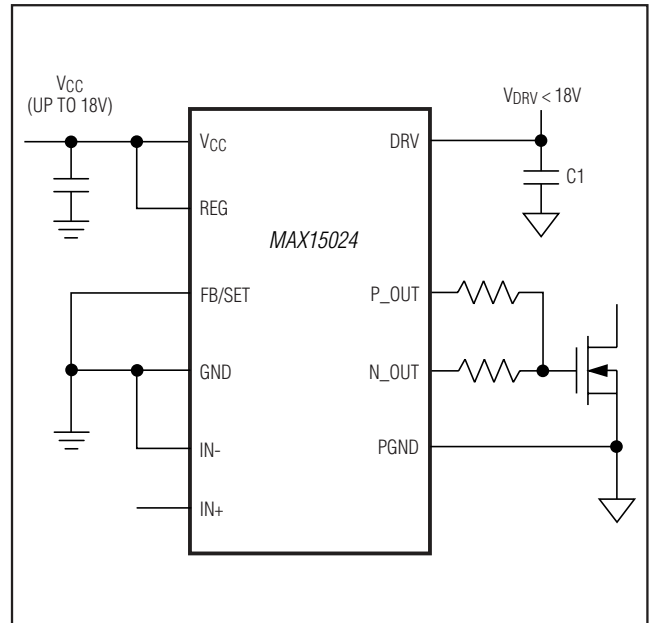 VCC
(UP TO 18V)
VDRV < 18V
VCC
DRV
C1
REG
MAX15024
FB/SET
P_OUT
GND
N_OUT
IN-
PGND
IN+